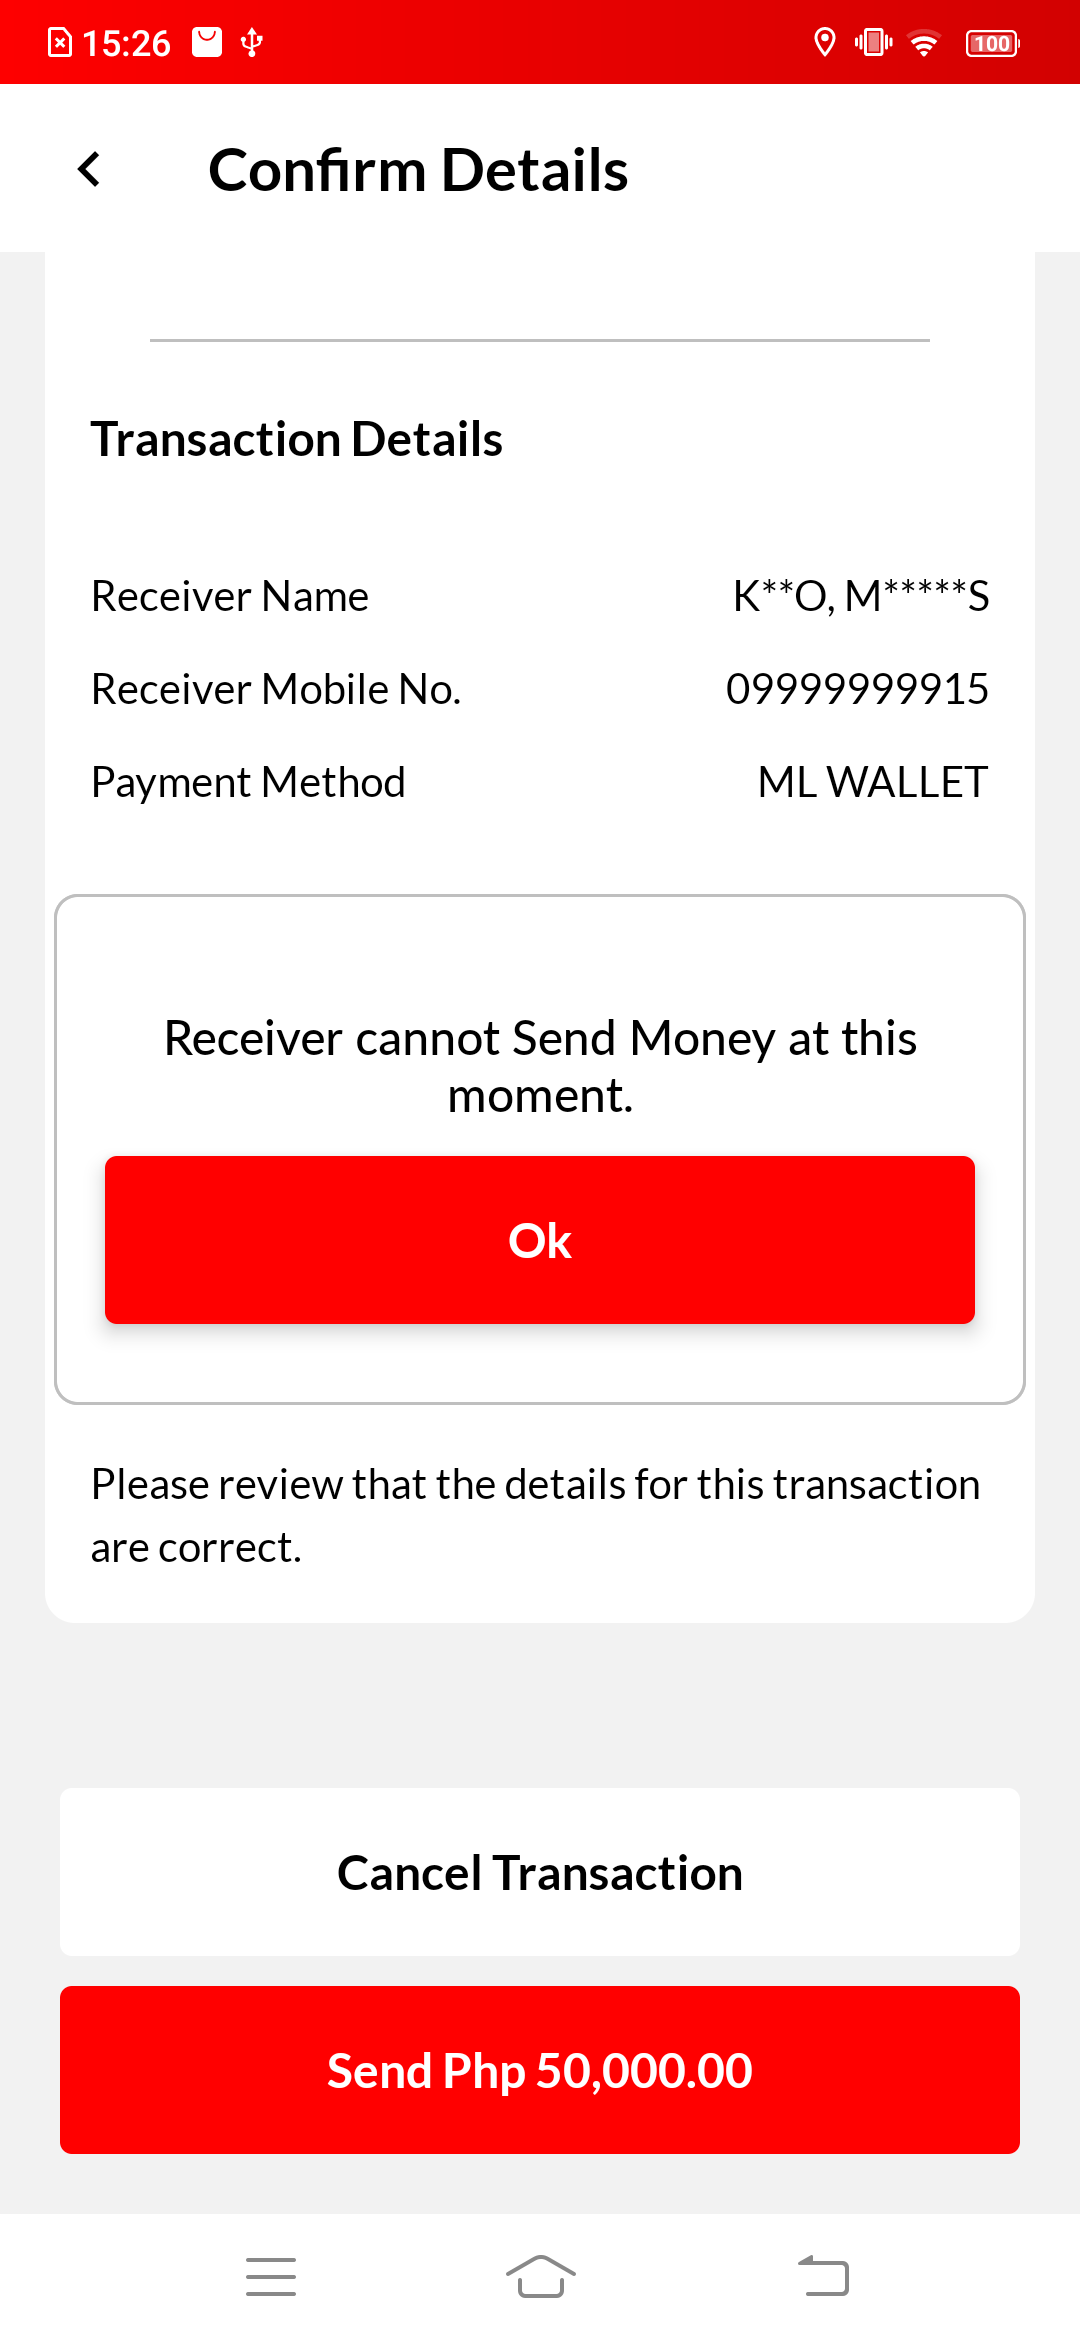 15:26
100
Confirm Details
Transaction Details
Receiver Name K**O, M*****S
Receiver Mobile No. 09999999915
Payment Method ML WALLET
Receiver cannot Send Money at this
moment.
Ok
Please review that the details for this transaction
are correct.
Cancel Transaction
Send Php 50,000.00